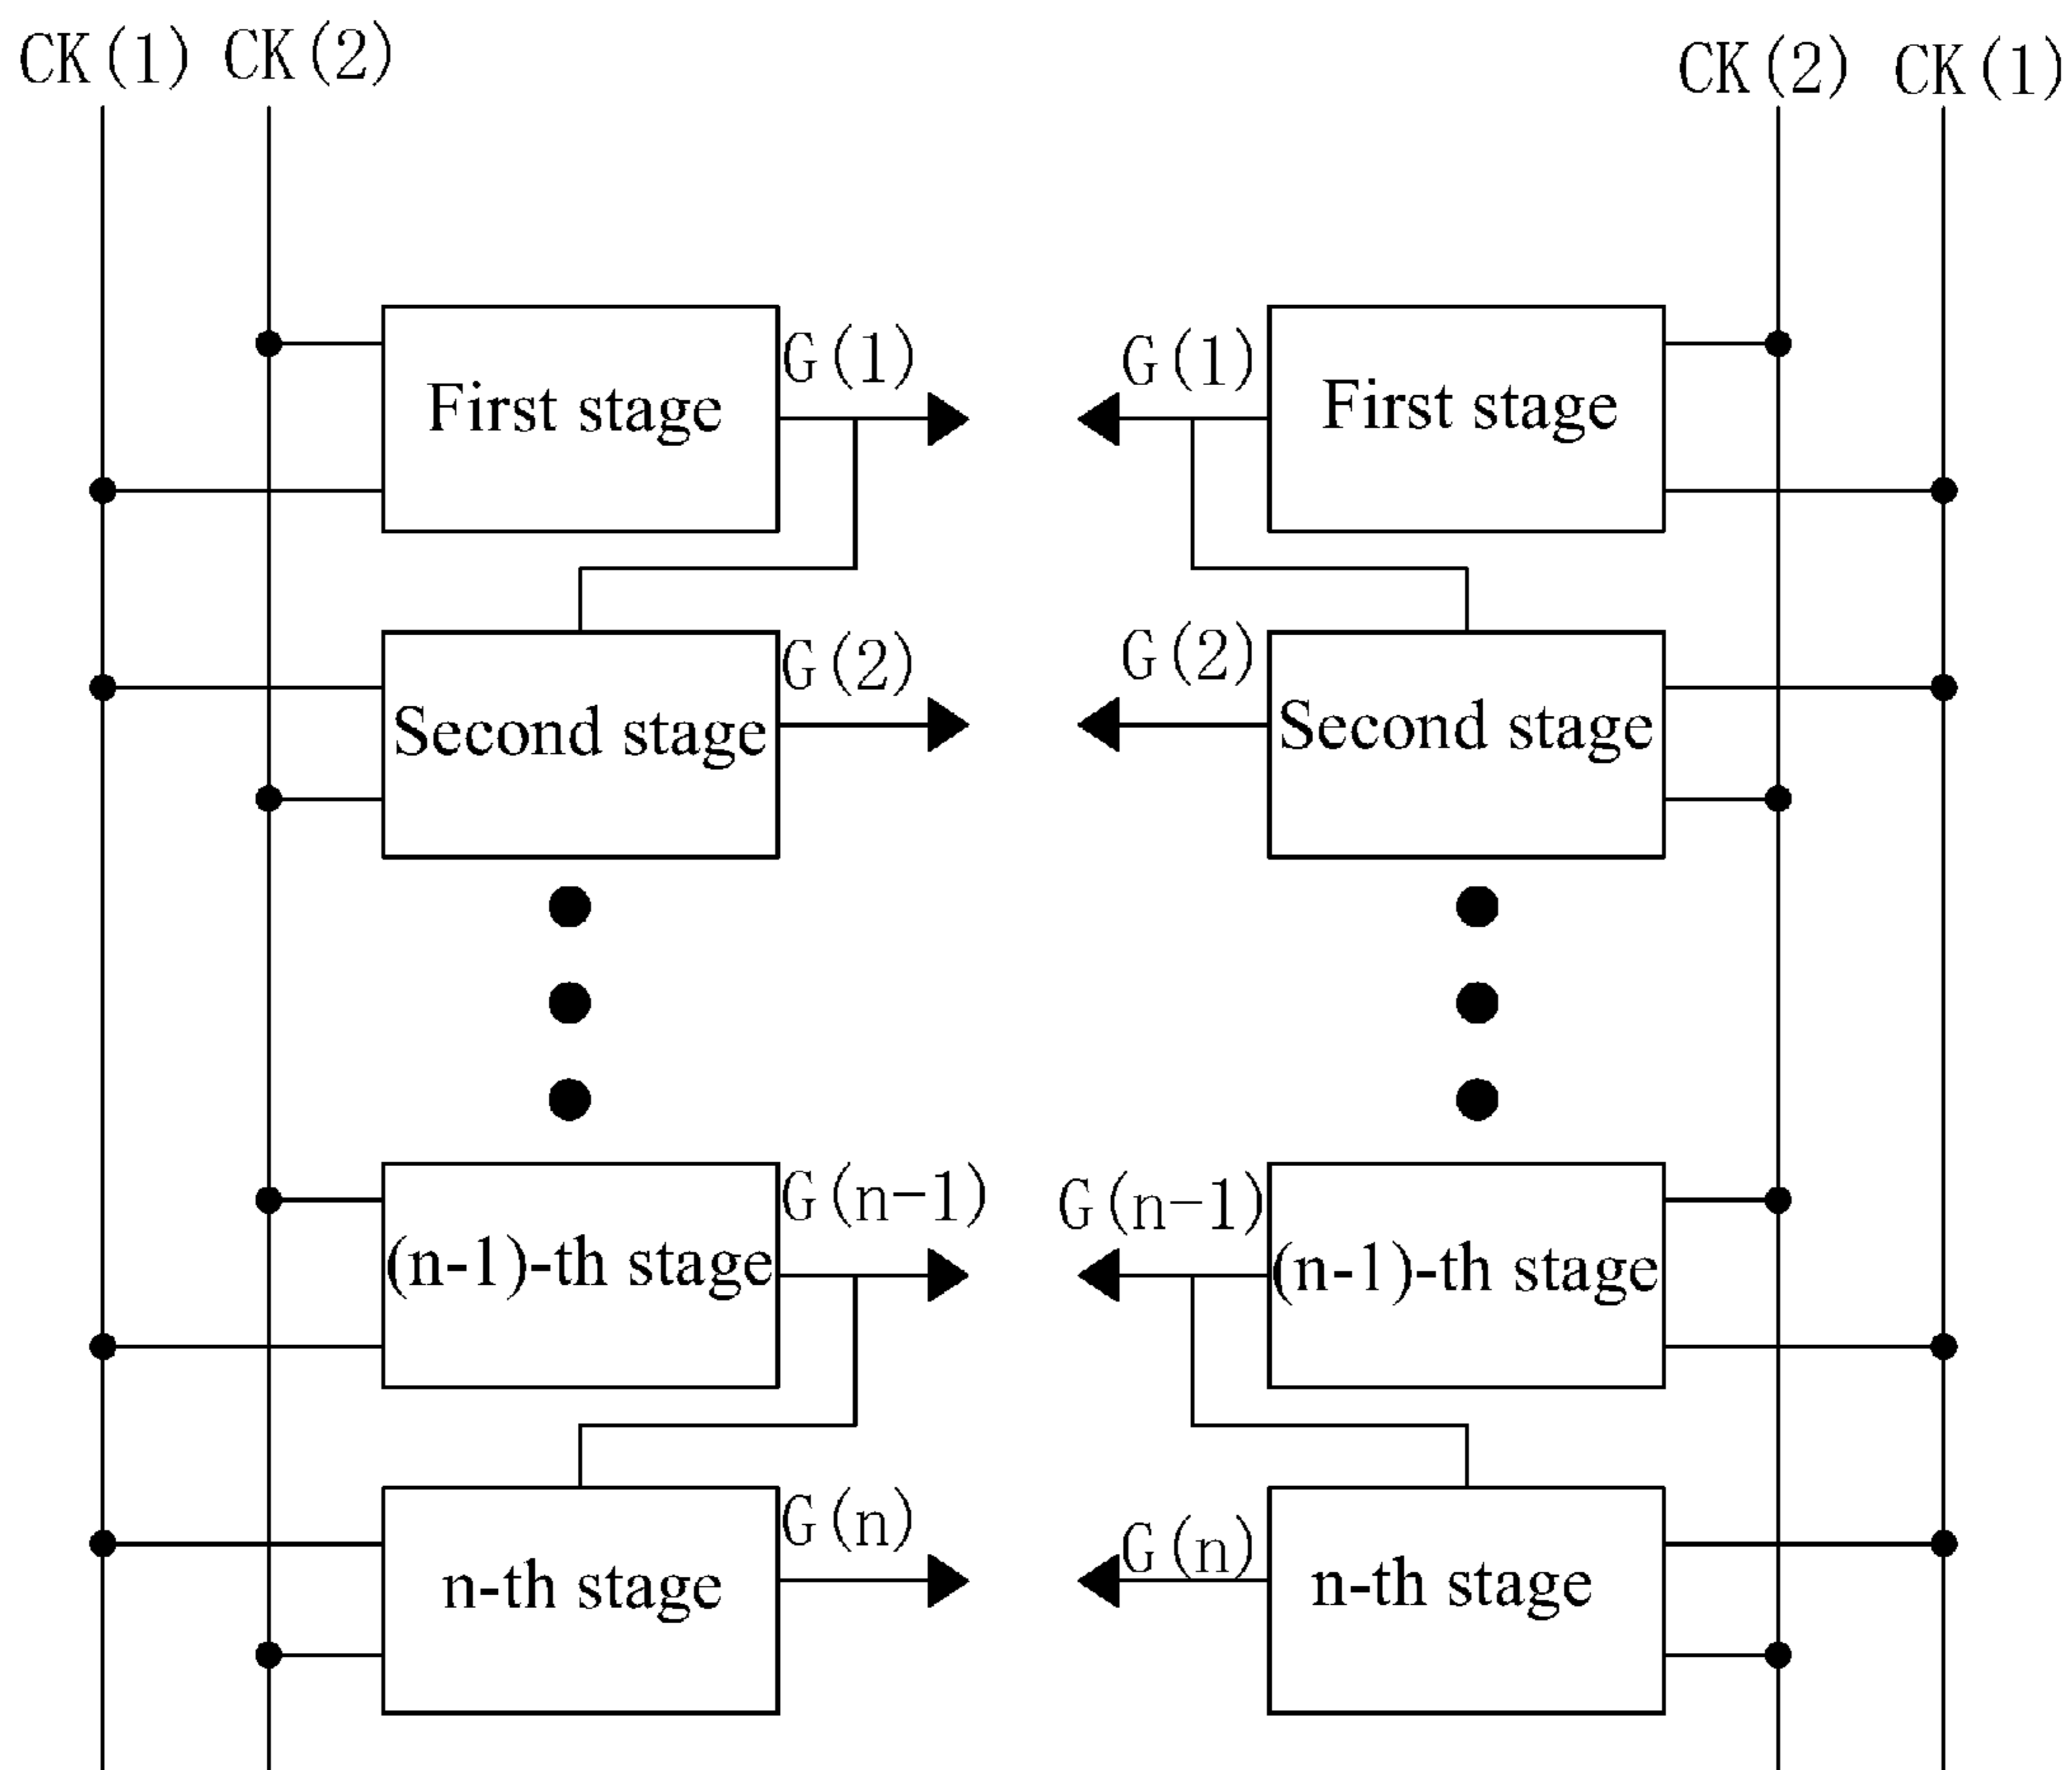 CK(1) CK(2) CK(2) CK(1)
G(1) G(1)
First stage First stage
G(2) G(2)
Second stage Second stage
G(n-1) G(n-1)
(n-1)-th stage (n-1)-th stage
G(n) G(n)
n-th stage n-th stage